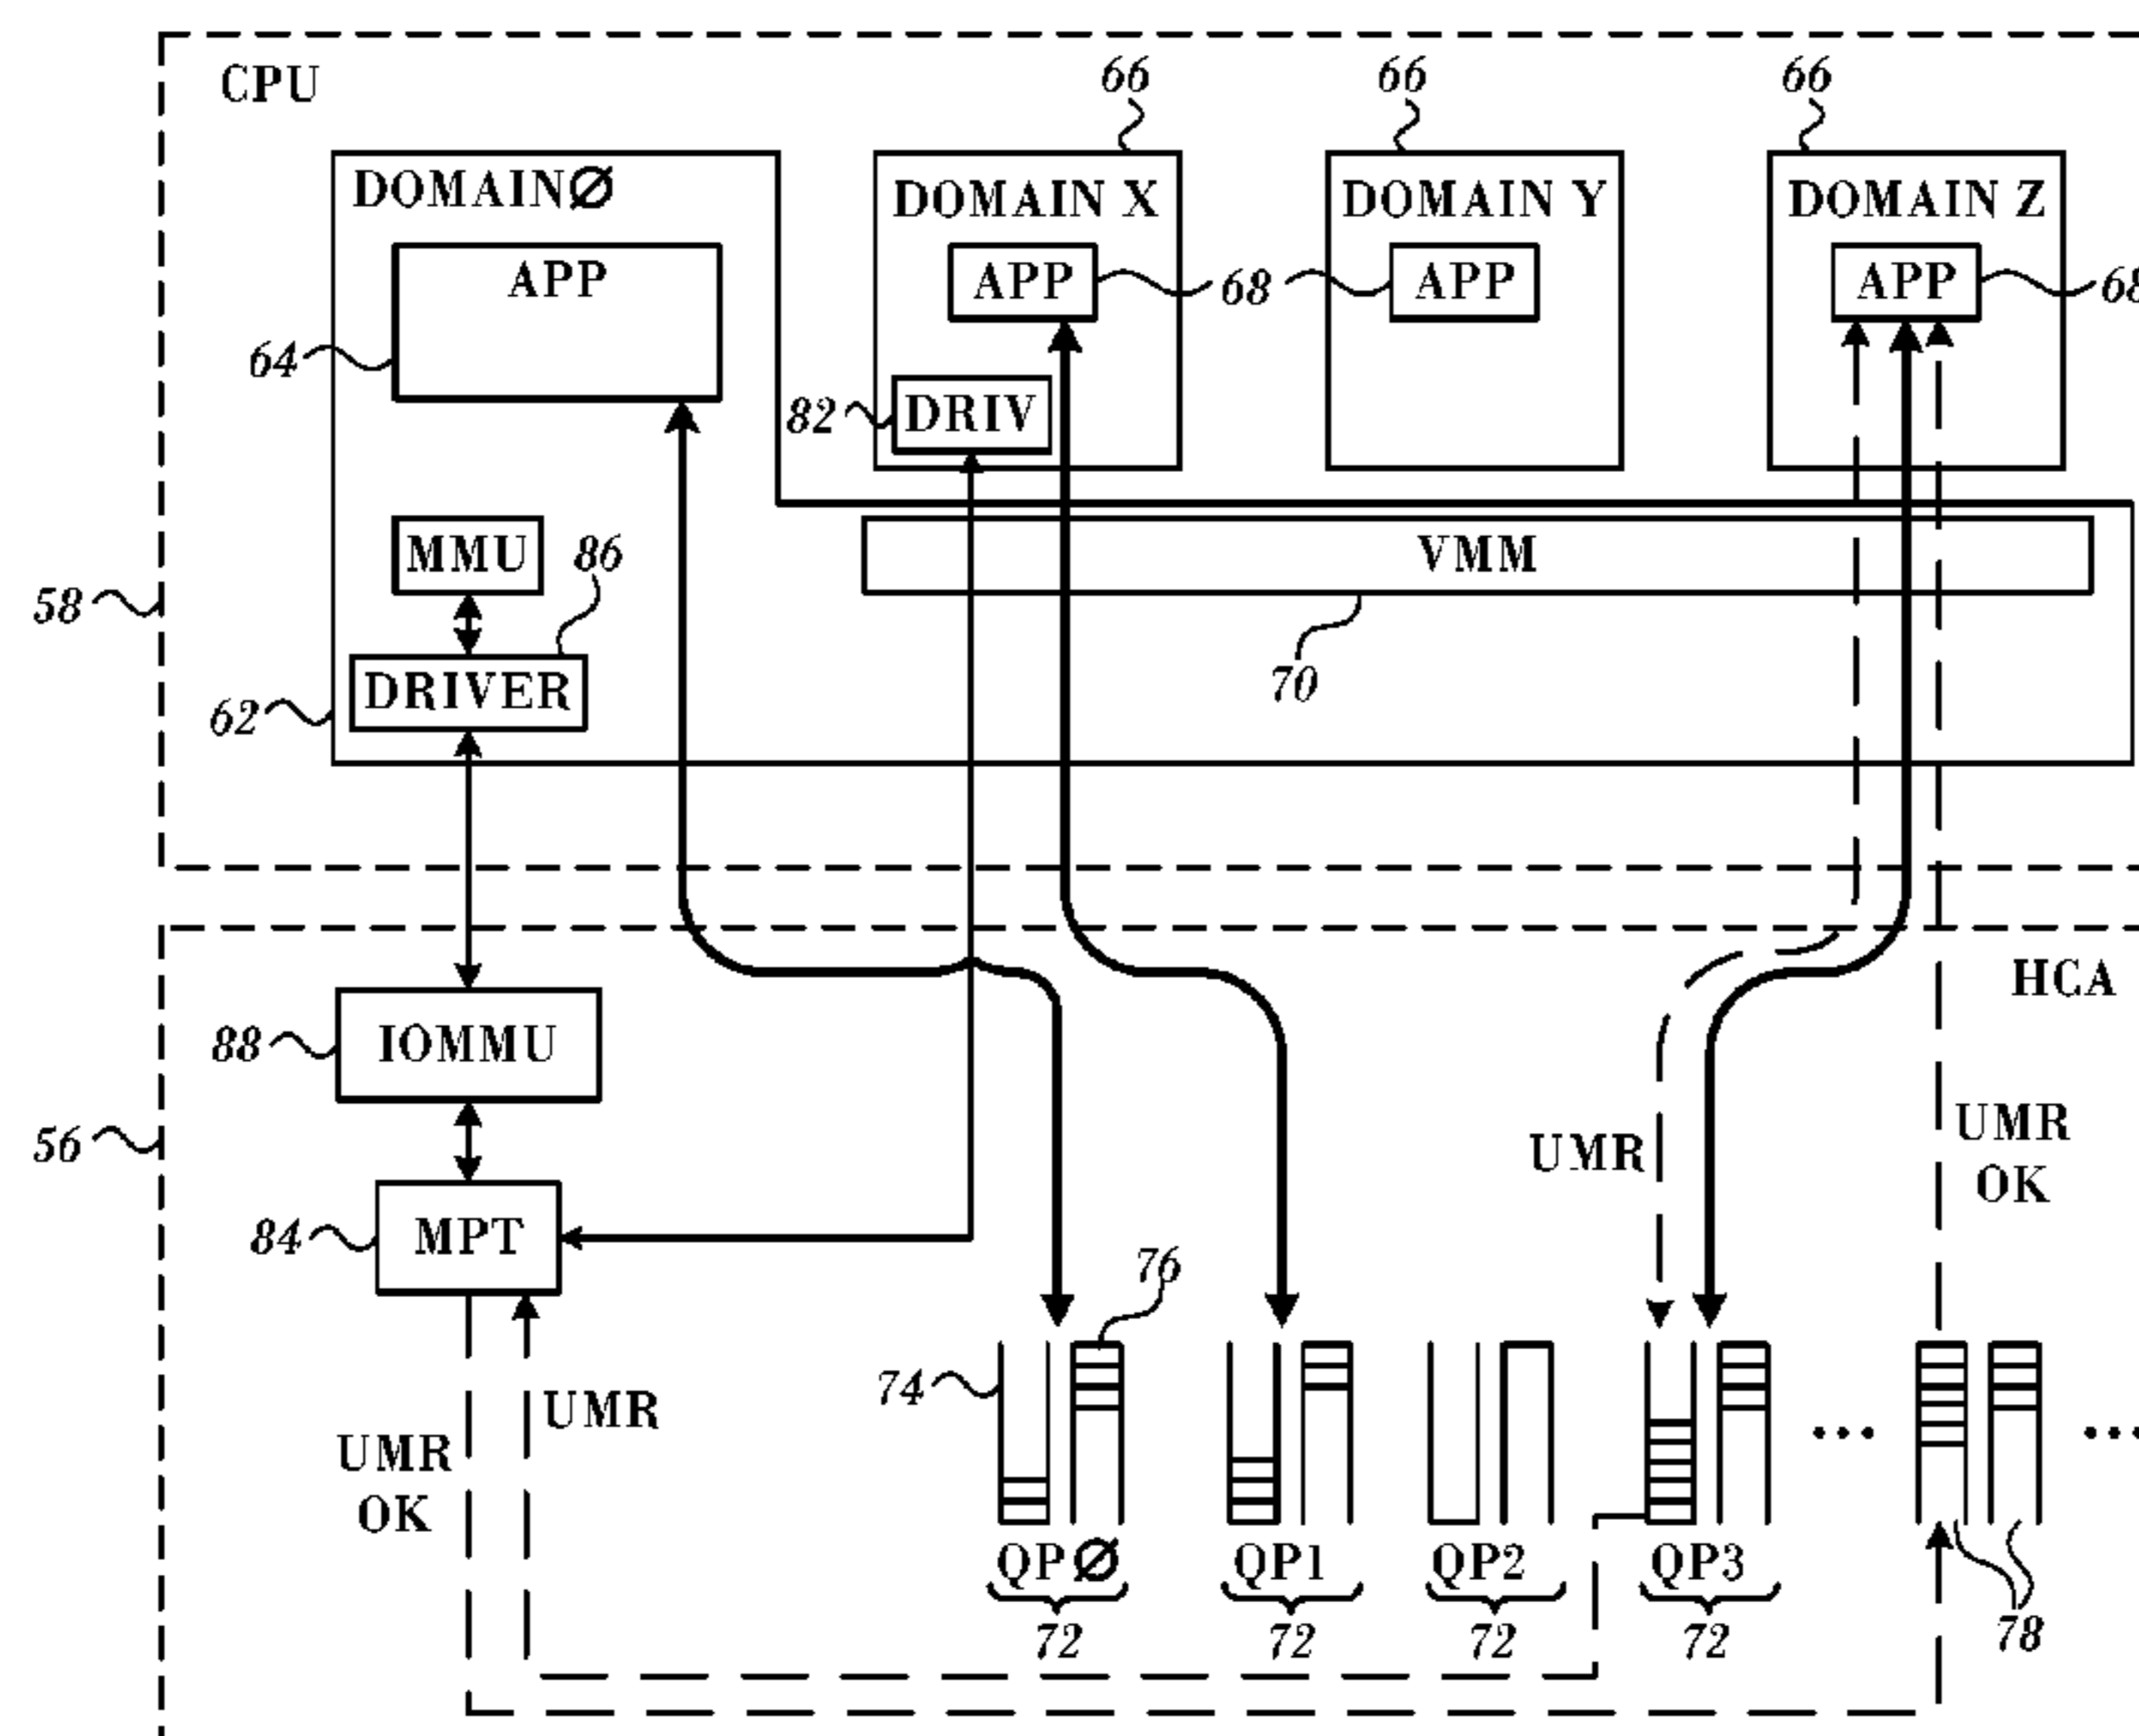 66 66 66
CPU
DOMAINØ
DOMAIN X DOMAIN Y DOMAIN Z
APP
APP 68 APP APP 68
64
82 DRIV
MMU 86 VMM
58
DRIVER 70
62
HCA
88 IOMMU
56 UMR UMR
OK
84 MPT
76
74
UMR
UMR
OK
...
...
QPØ QP1 QP2 QP3
72 72 72 72 78